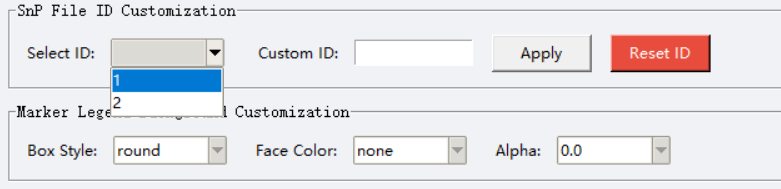 SnP File ID Customization
Select ID: Custom ID: Apply Reset ID
1
2
Marker Customization
Box Style: round Face Color: none Alpha: 0.0